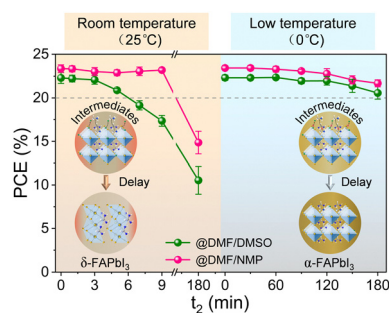 Room temperature
（25℃）
Low temperature
（0℃）
25
20
15
10
5
0
PCE (%)
Intermediates
Delay
δ-FAPbI₃
Intermediates
Delay
α-FAPbI₃
@DMF/DMSO
@DMF/NMP
0 3 6 9 180 0 60 120 180
t₂ (min)